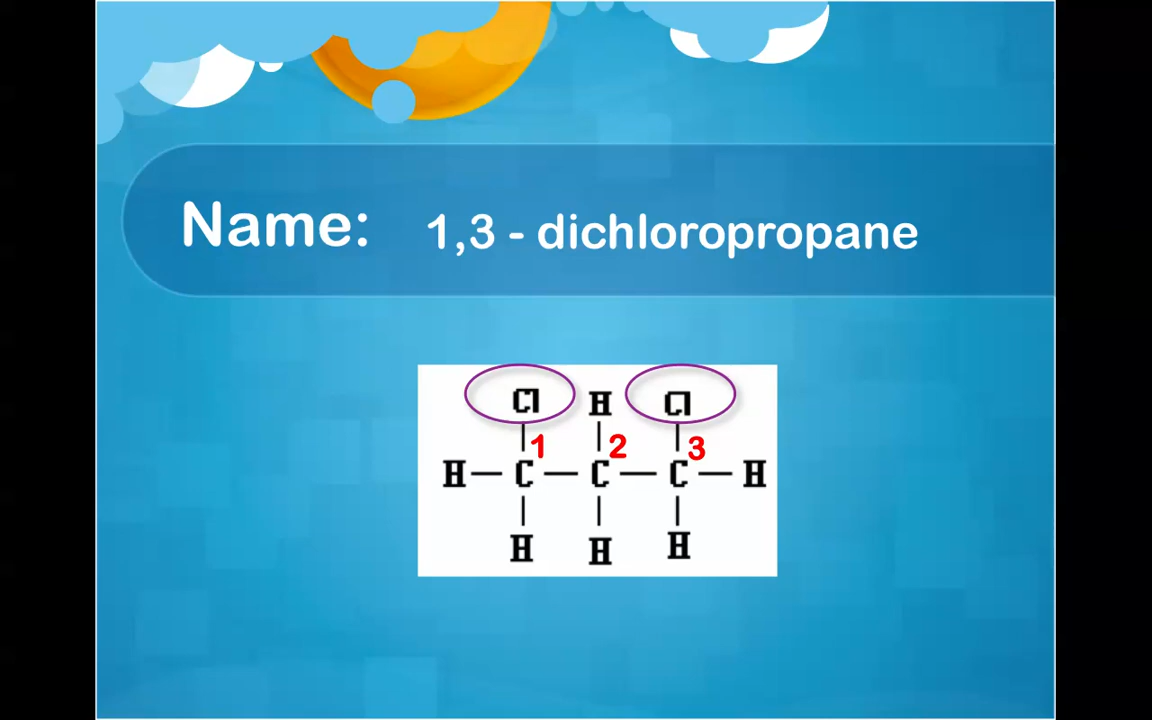 Name: 1,3 - dichloropropane
Cl H Cl
1 2 3
H C C C H
H H H